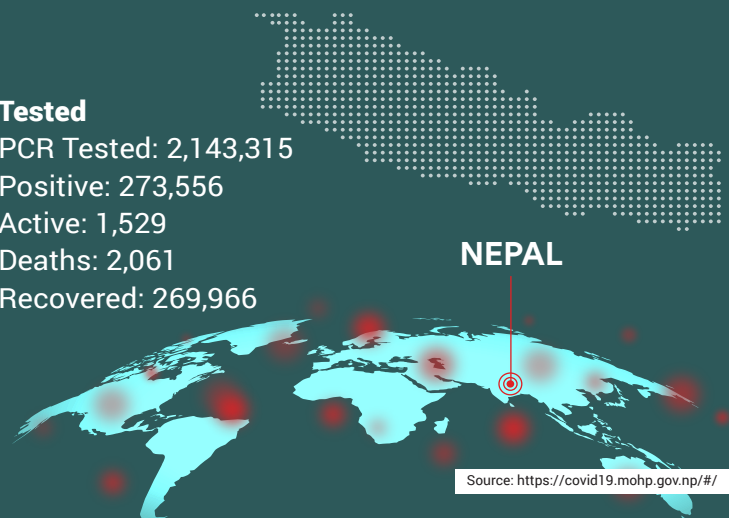 Tested
PCR Tested: 2,143,315
Positive: 273,556
Active: 1,529
Deaths: 2,061
Recovered: 269,966
NEPAL
Source: https://covid19.mohp.gov.np/#/